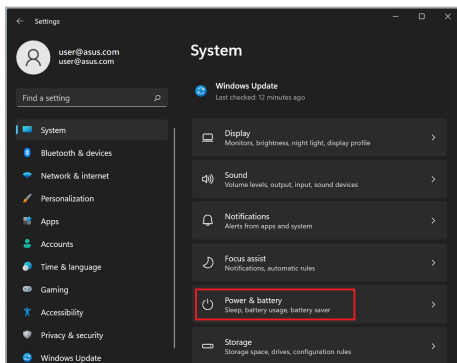 Settings
user@asus.com
user@asus.com
Find a setting
System
Bluetooth & devices
Network & internet
Personalization
Apps
Accounts
Time & language
Gaming
Accessibility
Privacy & security
Windows Update
System
Windows Update
Last checked: 12 minutes ago
Display
Monitors, brightness, night light, display profile
Sound
Volume levels, output, input, sound devices
Notifications
Alerts from apps and system
Focus assist
Notifications, automatic rules
Power & battery
Sleep, battery usage, battery saver
Storage
Storage space, drives, configuration rules